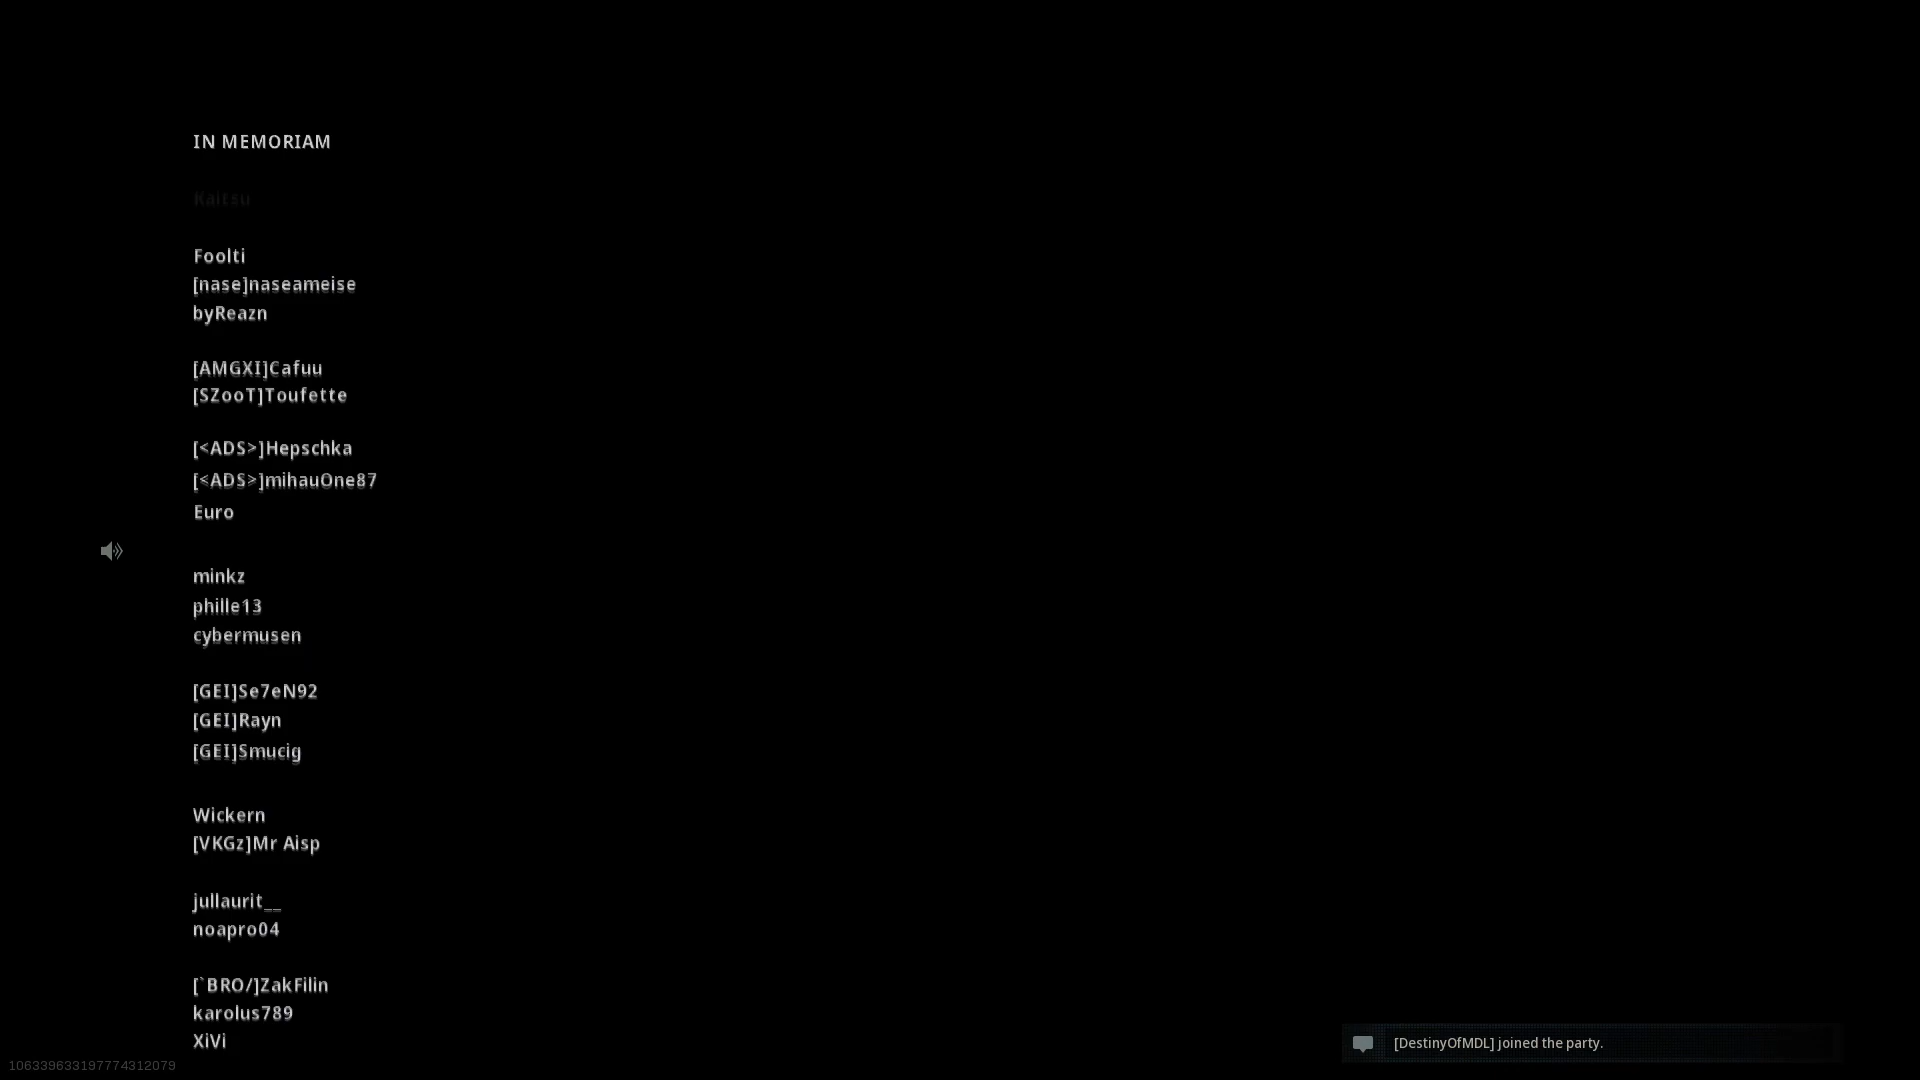 IN MEMORIAM
Kaitsu
Foolti
[nase]naseameise
byReazn
[AMGXI]Cafuu
[SZooT]Toufette
[<ADS>]Hepschka
[<ADS>]mihauOne87
Euro
minkz
phille13
cybermusen
[GEI]Se7eN92
[GEI]Rayn
[GEI]Smucig
Wickern
[VKGz]Mr Aisp
jullaurit__
noapro04
[`BRO/]ZakFilin
karolus789
XiVi
[DestinyOfMDL] joined the party.
106339633197774312079